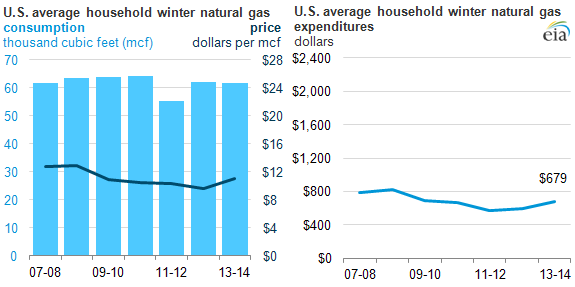 U.S. average household winter natural gas
consumption price
thousand cubic feet (mcf) dollars per mcf
70 $28
60 $24
50 $20
40 $16
30 $12
20 $8
10 $4
0 $0
07-08 09-10 11-12 13-14
U.S. average household winter natural gas
expenditures
dollars
eia
$2,400
$2,000
$1,600
$1,200
$800
$400
$0
$679
07-08 09-10 11-12 13-14